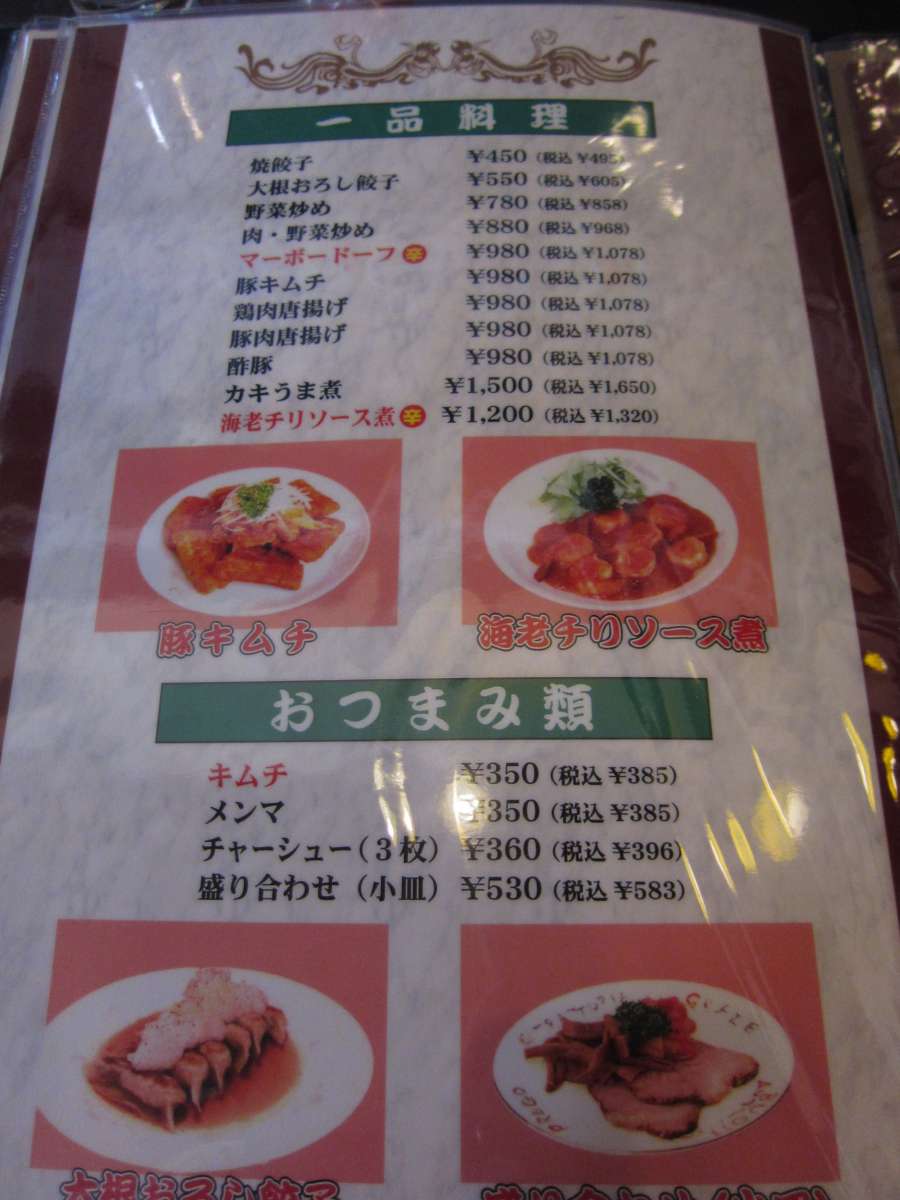 一品料理
焼餃子 ¥450（税込 ¥495）
大根おろし餃子 ¥550（税込 ¥605）
野菜炒め ¥780（税込 ¥858）
肉・野菜炒め ¥880（税込 ¥968）
マーボードーフ 辛 ¥980（税込 ¥1,078）
豚キムチ ¥980（税込 ¥1,078）
鶏肉唐揚げ ¥980（税込 ¥1,078）
豚肉唐揚げ ¥980（税込 ¥1,078）
酢豚 ¥980（税込 ¥1,078）
カキうま煮 ¥1,500（税込 ¥1,650）
海老チリソース煮 辛 ¥1,200（税込 ¥1,320）
豚キムチ
海老チリソース煮
おつまみ類
キムチ ¥350（税込 ¥385）
メンマ ¥350（税込 ¥385）
チャーシュー（３枚） ¥360（税込 ¥396）
盛り合わせ（小皿） ¥530（税込 ¥583）
大根おろし餃子